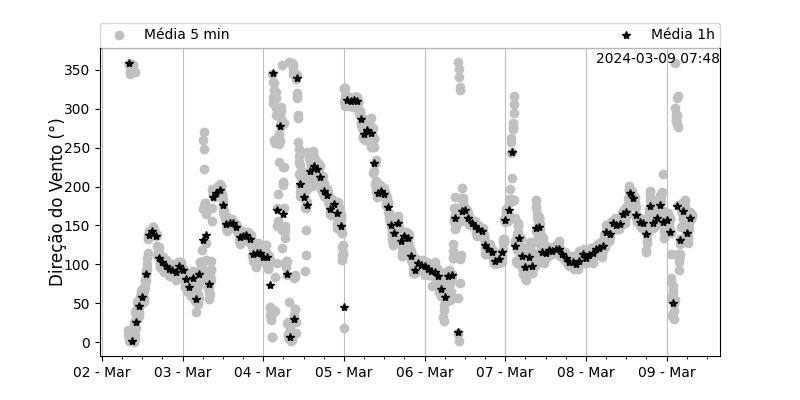 Média 5 min
Média 1h
2024-03-09 07:48
Direção do Vento (°)
350
300
250
200
150
100
50
0
02 - Mar
03 - Mar
04 - Mar
05 - Mar
06 - Mar
07 - Mar
08 - Mar
09 - Mar